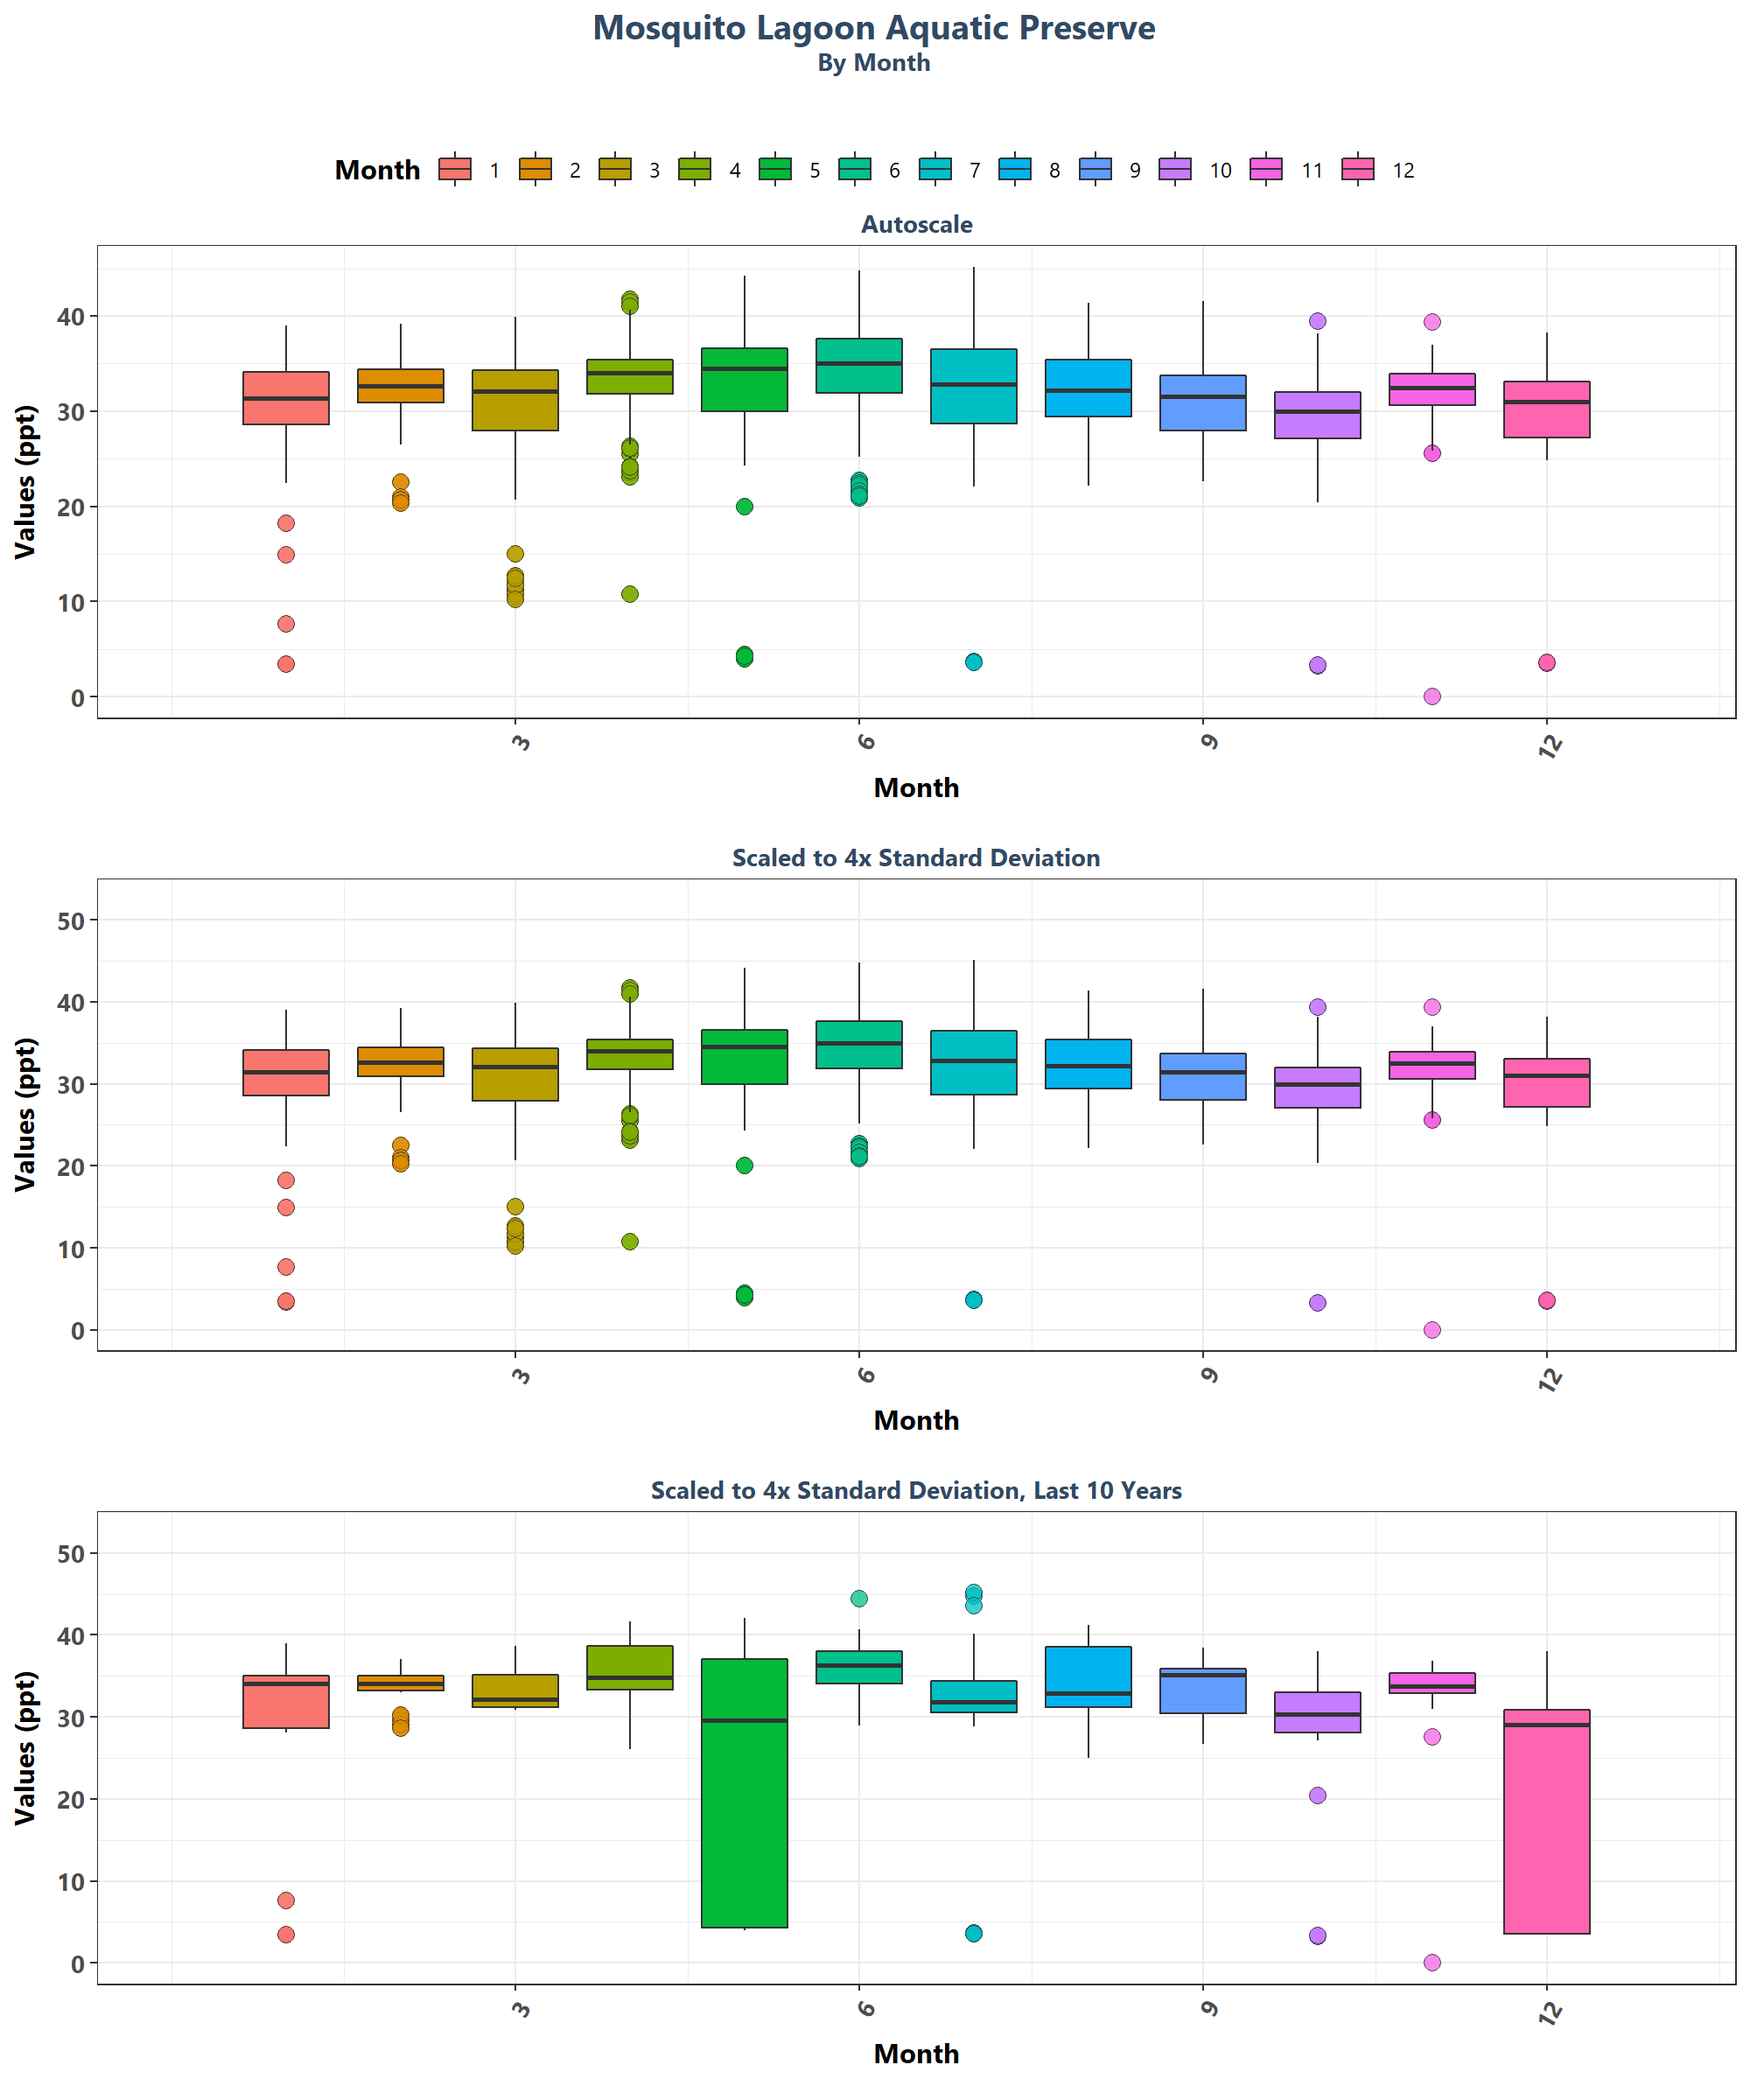 Mosquito Lagoon Aquatic Preserve
By Month
Month 1 2 3 4 5 6 7 8 9 10 11 12
Autoscale
Values (ppt)
40
30
20
10
0
3 6 9 12
Month
Scaled to 4x Standard Deviation
Values (ppt)
50
40
30
20
10
0
3 6 9 12
Month
Scaled to 4x Standard Deviation, Last 10 Years
Values (ppt)
50
40
30
20
10
0
3 6 9 12
Month